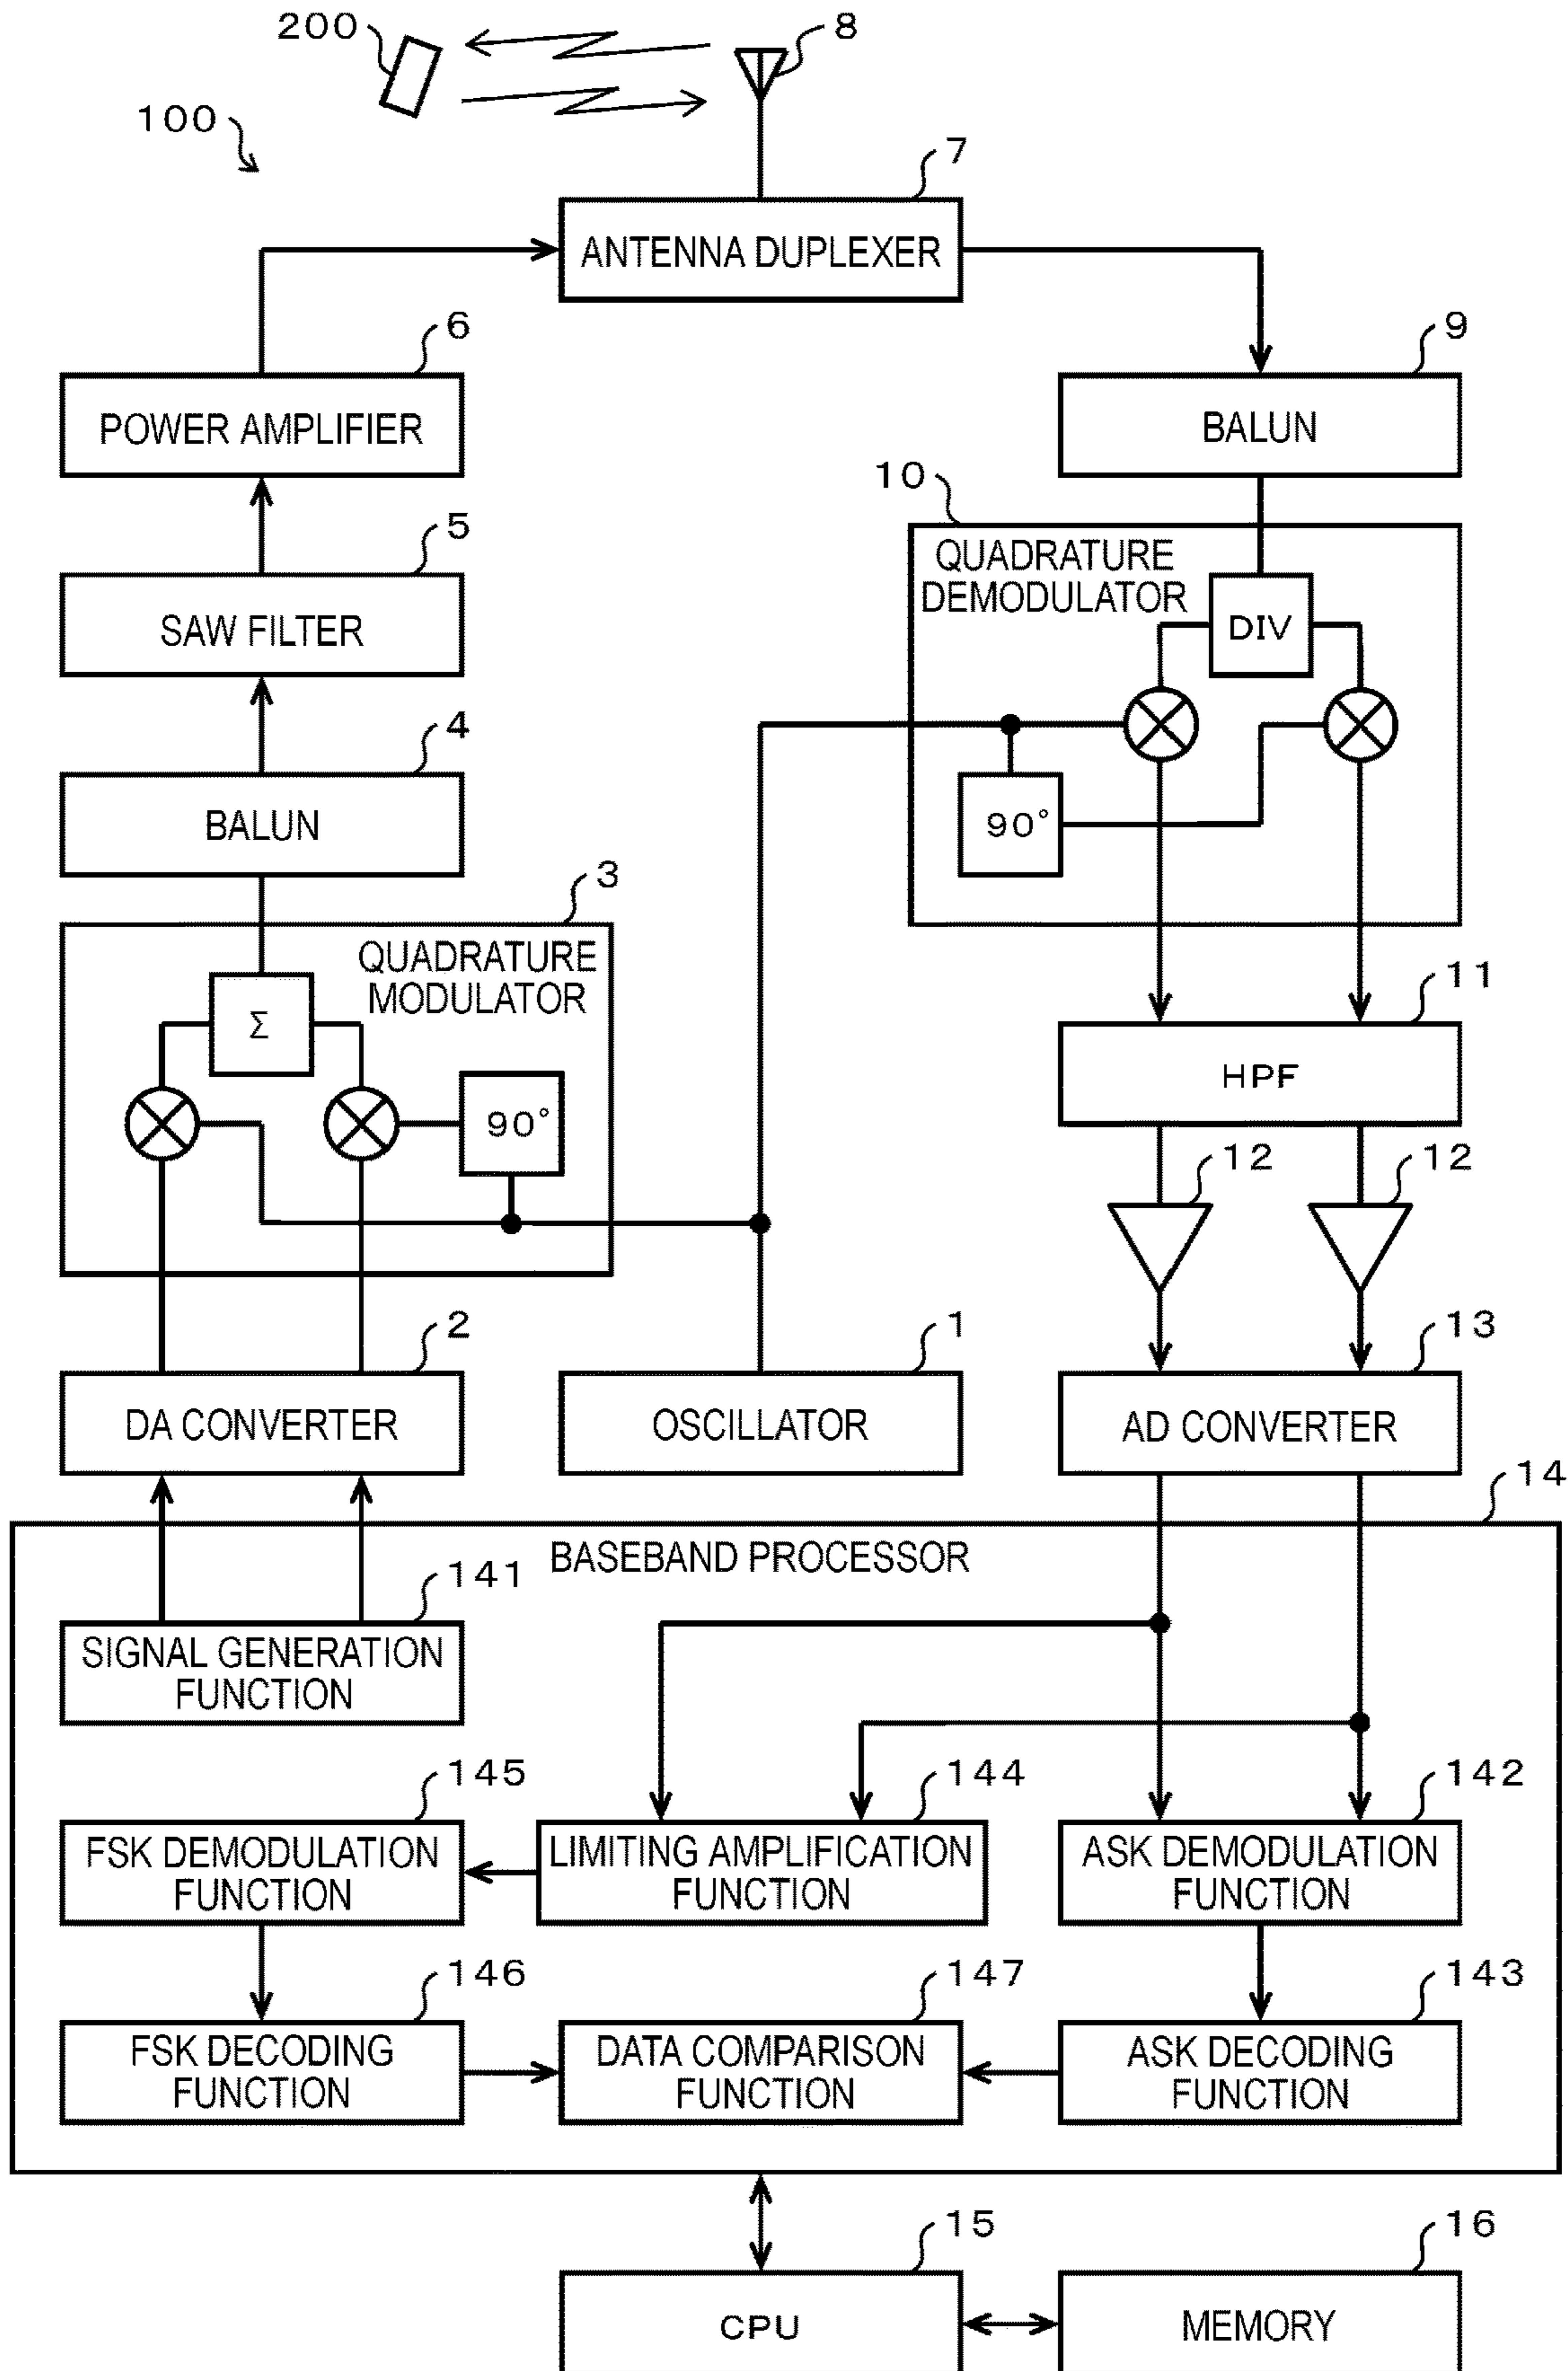 200
8
100
7
ANTENNA DUPLEXER
6
9
POWER AMPLIFIER
BALUN
10
5
QUADRATURE
DEMODULATOR
SAW FILTER
DIV
4
BALUN
90°
3
QUADRATURE
MODULATOR
11
Σ
HPF
90°
12
12
2
1
13
DA CONVERTER
OSCILLATOR
AD CONVERTER
14
BASEBAND PROCESSOR
141
SIGNAL GENERATION
FUNCTION
145
144
142
FSK DEMODULATION
FUNCTION
LIMITING AMPLIFICATION
FUNCTION
ASK DEMODULATION
FUNCTION
146
147
143
FSK DECODING
FUNCTION
DATA COMPARISON
FUNCTION
ASK DECODING
FUNCTION
15
16
CPU
MEMORY